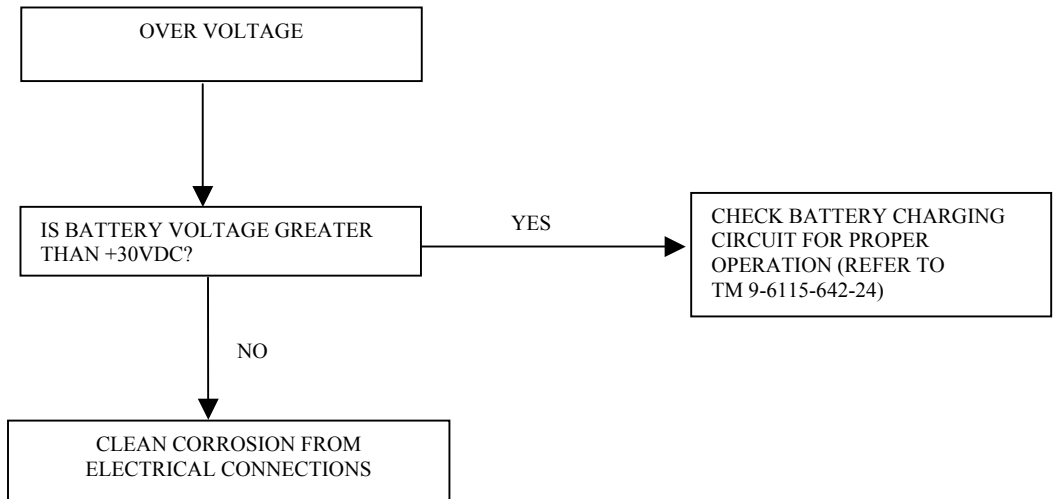 OVER VOLTAGE
IS BATTERY VOLTAGE GREATER
THAN +30VDC?
YES
CHECK BATTERY CHARGING
CIRCUIT FOR PROPER
OPERATION (REFER TO
TM 9-6115-642-24)
NO
CLEAN CORROSION FROM
ELECTRICAL CONNECTIONS